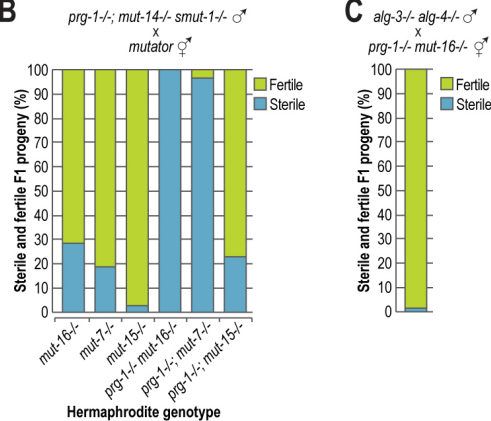 B
prg-1-/-; mut-14-/- smut-1-/- ♂
x
mutator ⚥
Sterile and fertile F1 progeny (%)
100
90
80
70
60
50
40
30
20
10
0
Fertile
Sterile
mut-16-/-
mut-7-/-
mut-15-/-
prg-1-/- mut-16-/-
prg-1-/-; mut-7-/-
prg-1-/-; mut-15-/-
Hermaphrodite genotype
C
alg-3-/- alg-4-/- ♂
x
prg-1-/- mut-16-/- ⚥
Sterile and fertile F1 progeny (%)
100
90
80
70
60
50
40
30
20
10
0
Fertile
Sterile